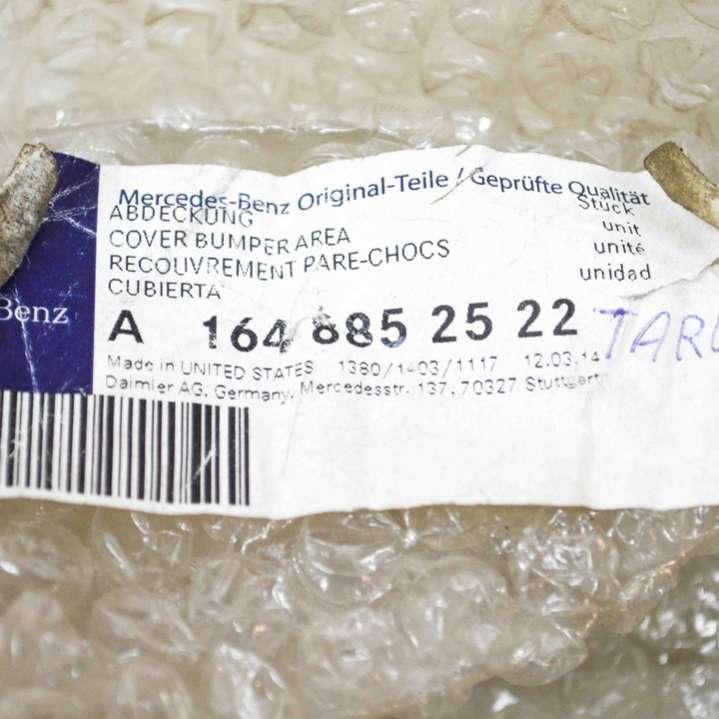 Mercedes-Benz Original-Teile / Geprüfte Qualität
ABDECKUNG Stück
COVER BUMPER AREA unit
RECOUVREMENT PARE-CHOCS unité
CUBIERTA unidad
Benz
A 164 885 25 22
Made in UNITED STATES 1380/1403/1117 12.03.14
Daimler AG, Germany, Mercedesstr. 137, 70327 Stuttgart